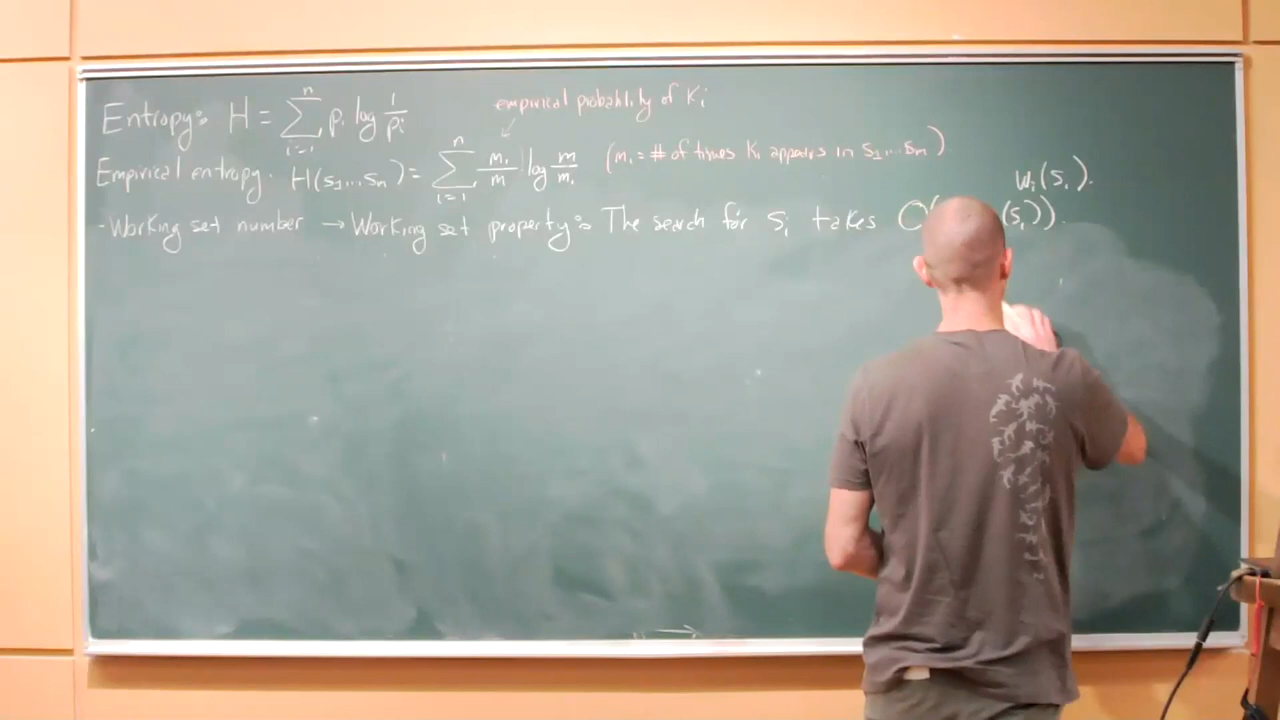 Entropy: H = ∑_{i=1}^{n} p_i log 1/p_i
empirical probability of K_i
Empirical entropy. H(s_1...s_m) = ∑_{i=1}^{n} m_i/m log m/m_i (m_i = # of times K_i appears in s_1...s_m)
w_i(s_i).
- Working set number → Working set property: The search for s_i takes O( (s_i)).